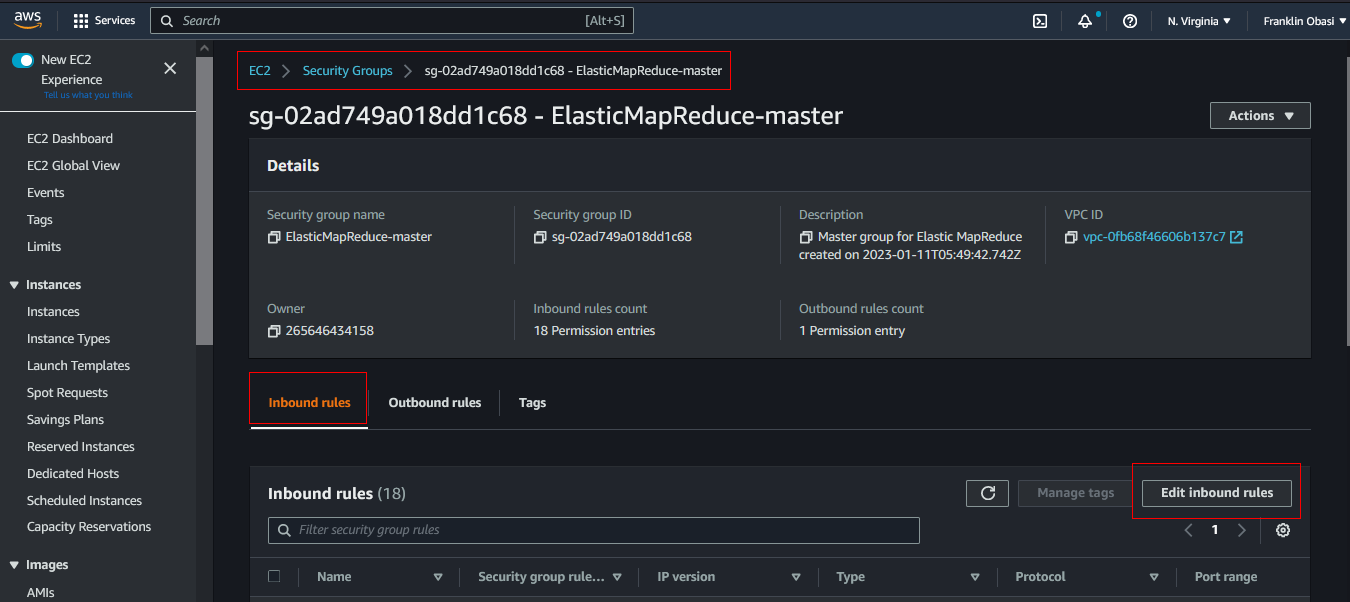 aws
Services
Search [Alt+S]
N. Virginia
Franklin Obasi
New EC2
Experience
Tell us what you think
EC2 Dashboard
EC2 Global View
Events
Tags
Limits
Instances
Instances
Instance Types
Launch Templates
Spot Requests
Savings Plans
Reserved Instances
Dedicated Hosts
Scheduled Instances
Capacity Reservations
Images
AMIs
EC2 Security Groups sg-02ad749a018dd1c68 - ElasticMapReduce-master
sg-02ad749a018dd1c68 - ElasticMapReduce-master
Actions
Details
Security group name
ElasticMapReduce-master
Security group ID
sg-02ad749a018dd1c68
Description
Master group for Elastic MapReduce
created on 2023-01-11T05:49:42.742Z
VPC ID
vpc-0fb68f46606b137c7
Owner
265646434158
Inbound rules count
18 Permission entries
Outbound rules count
1 Permission entry
Inbound rules
Outbound rules
Tags
Inbound rules (18)
Manage tags
Edit inbound rules
Filter security group rules
1
Name
Security group rule...
IP version
Type
Protocol
Port range